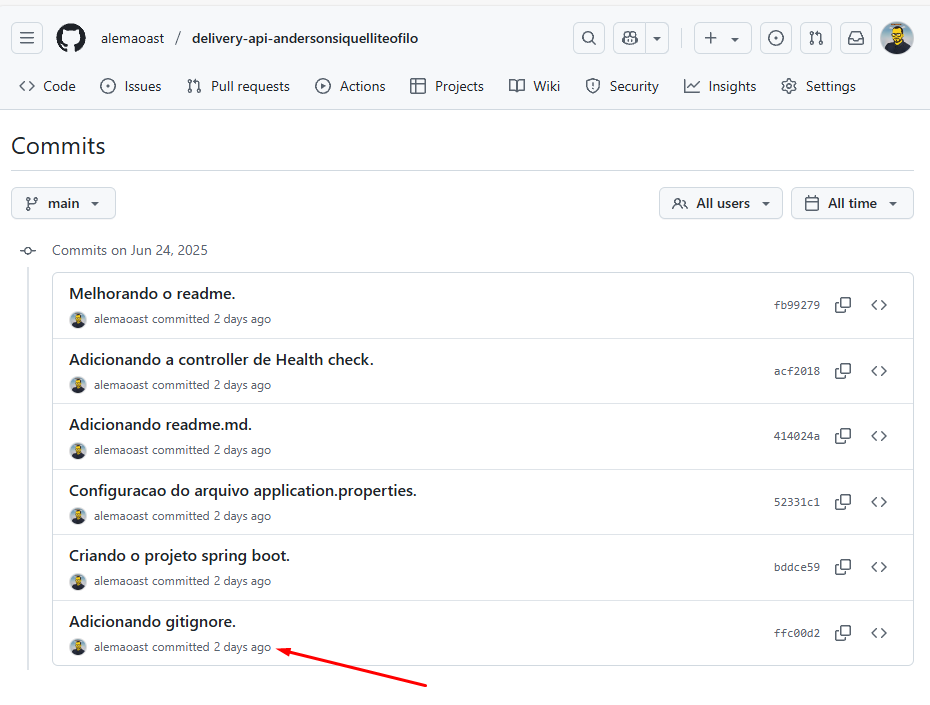 alemaoast / delivery-api-andersonsiquelliteofilo
Code Issues Pull requests Actions Projects Wiki Security Insights Settings
Commits
main All users All time
Commits on Jun 24, 2025
Melhorando o readme.
alemaoast committed 2 days ago
fb99279
Adicionando a controller de Health check.
alemaoast committed 2 days ago
acf2018
Adicionando readme.md.
alemaoast committed 2 days ago
414024a
Configuracao do arquivo application.properties.
alemaoast committed 2 days ago
52331c1
Criando o projeto spring boot.
alemaoast committed 2 days ago
bddce59
Adicionando gitignore.
alemaoast committed 2 days ago
ffc00d2